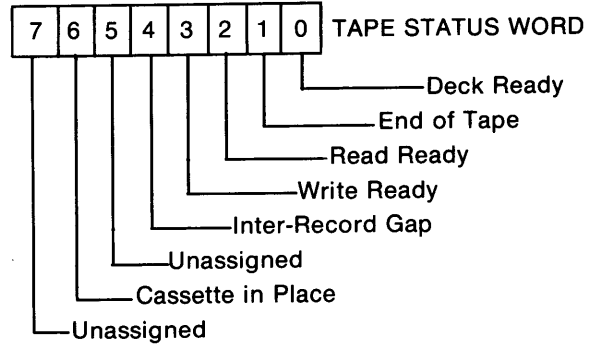 7 6 5 4 3 2 1 0 TAPE STATUS WORD
Deck Ready
End of Tape
Read Ready
Write Ready
Inter-Record Gap
Unassigned
Cassette in Place
Unassigned